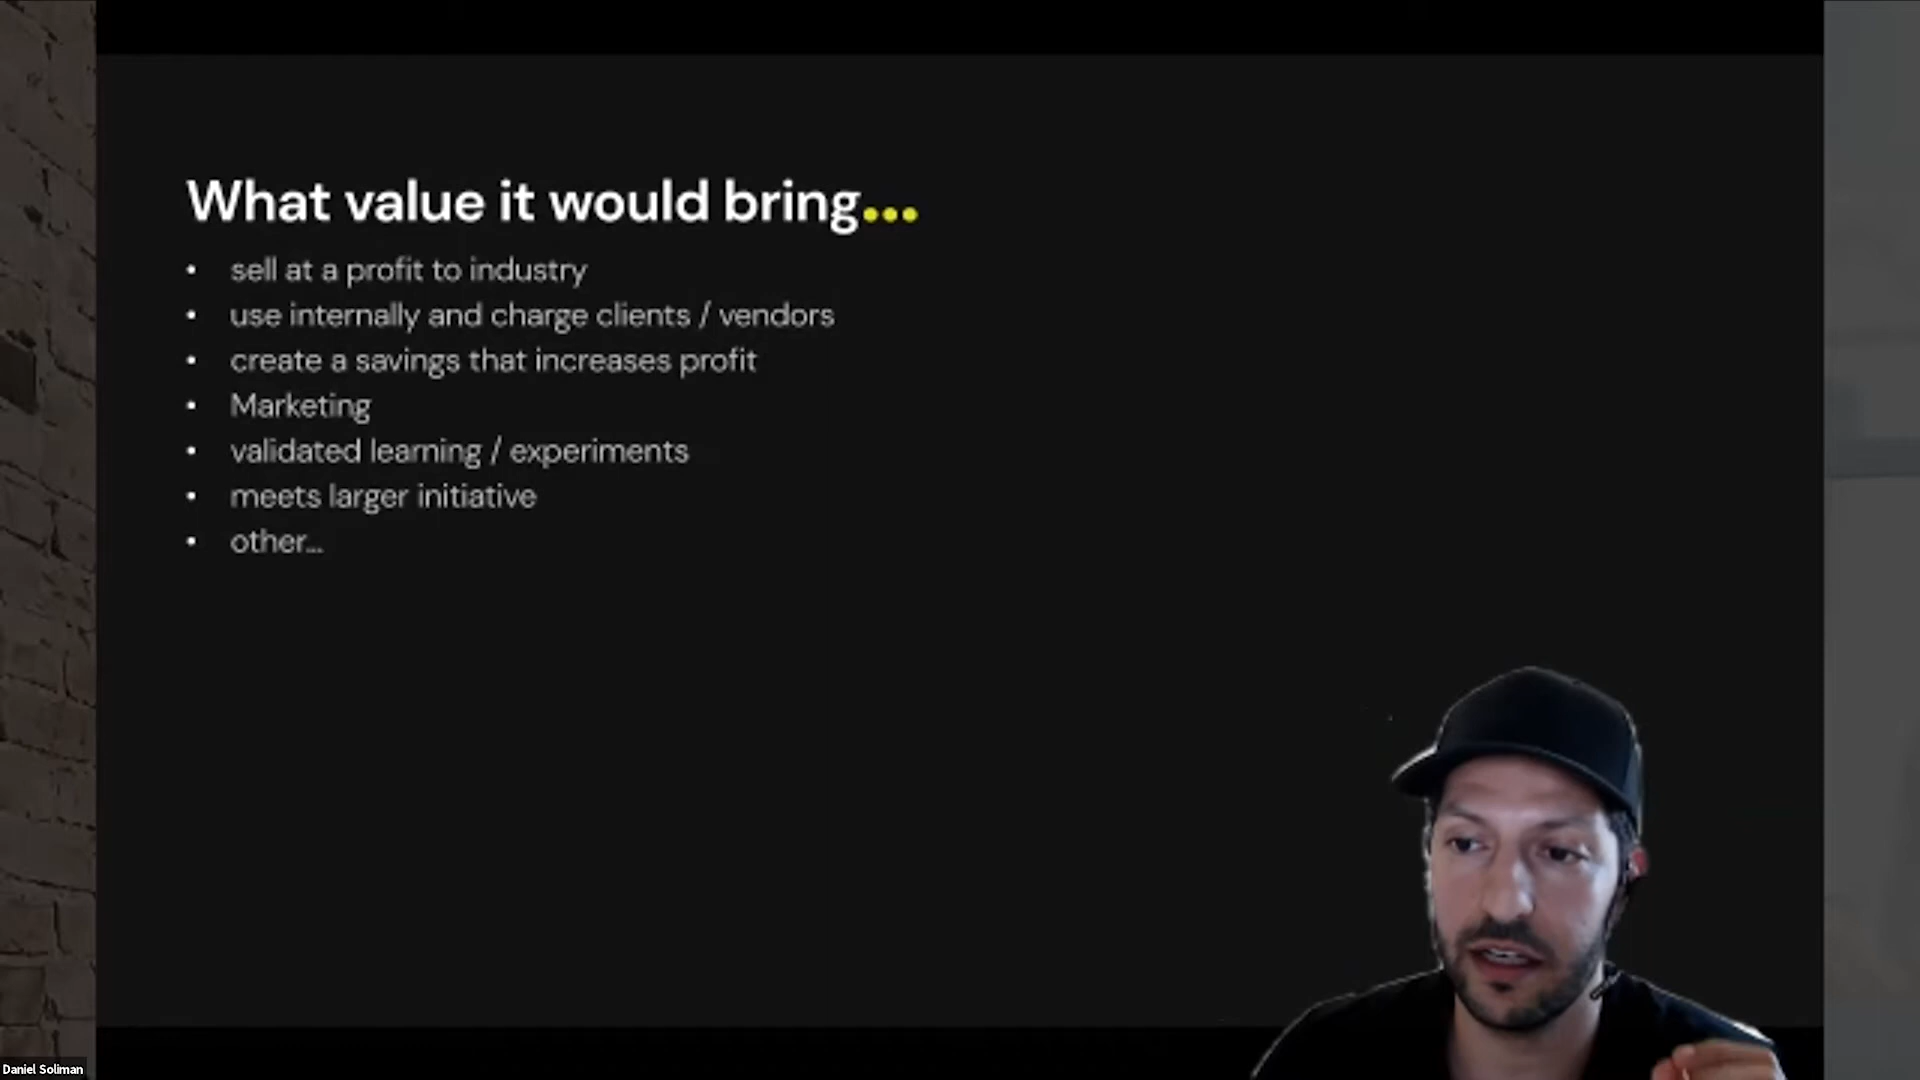 What value it would bring...
• sell at a profit to industry
• use internally and charge clients / vendors
• create a savings that increases profit
• Marketing
• validated learning / experiments
• meets larger initiative
• other...
Daniel Soliman